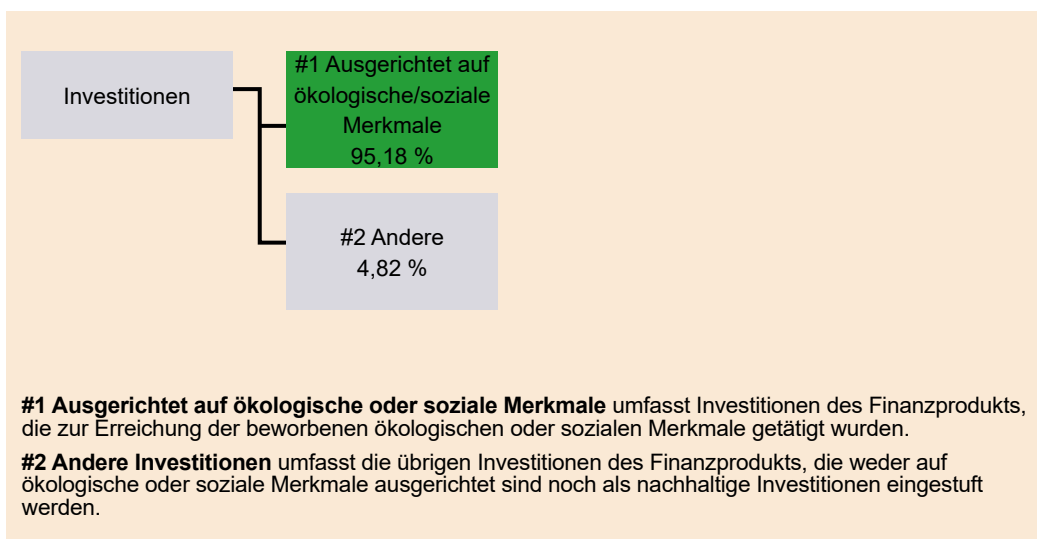 Investitionen
#1 Ausgerichtet auf
ökologische/soziale
Merkmale
95,18 %
#2 Andere
4,82 %
#1 Ausgerichtet auf ökologische oder soziale Merkmale umfasst Investitionen des Finanzprodukts,
die zur Erreichung der beworbenen ökologischen oder sozialen Merkmale getätigt wurden.
#2 Andere Investitionen umfasst die übrigen Investitionen des Finanzprodukts, die weder auf
ökologische oder soziale Merkmale ausgerichtet sind noch als nachhaltige Investitionen eingestuft
werden.